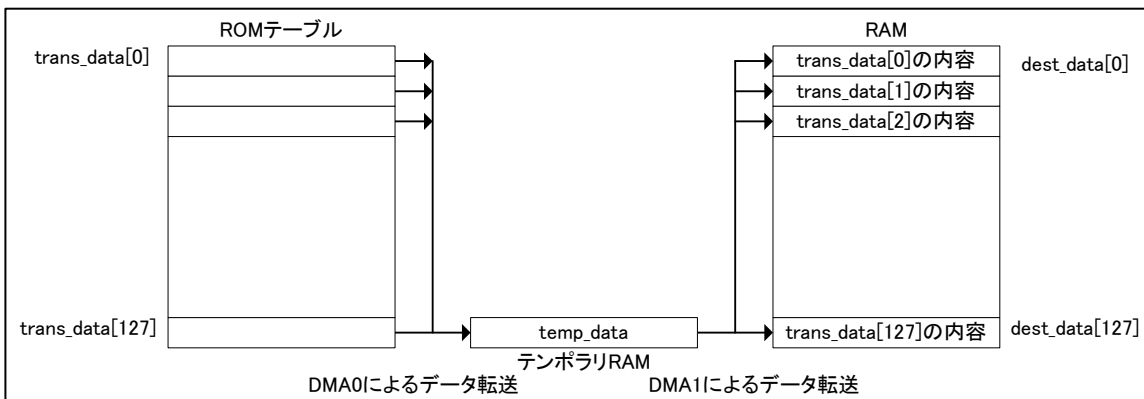 ROMテーブル
RAM
trans_data[0]
trans_data[0]の内容
dest_data[0]
trans_data[1]の内容
trans_data[2]の内容
trans_data[127]
temp_data
trans_data[127]の内容
dest_data[127]
テンポラリRAM
DMA0によるデータ転送
DMA1によるデータ転送